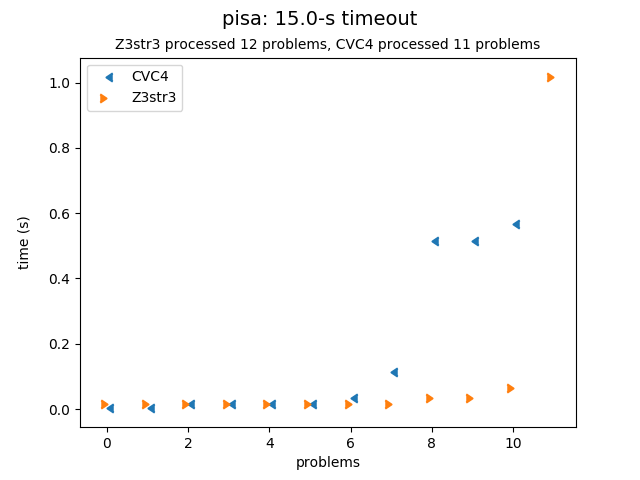 pisa: 15.0-s timeout
Z3str3 processed 12 problems, CVC4 processed 11 problems
CVC4
Z3str3
time (s)
1.0
0.8
0.6
0.4
0.2
0.0
0 2 4 6 8 10
problems